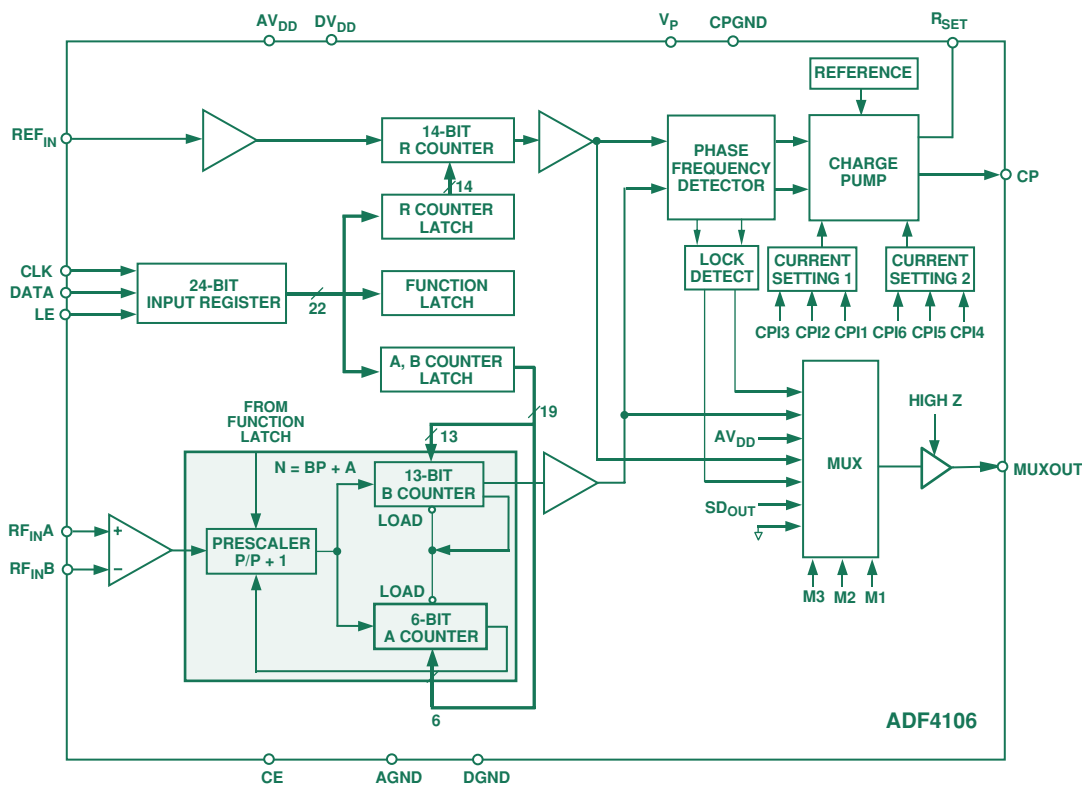 AVDD
DVDD
VP
CPGND
RSET
REFERENCE
REFIN
14-BIT
R COUNTER
PHASE
FREQUENCY
DETECTOR
CHARGE
PUMP
CP
14
R COUNTER
LATCH
CLK
DATA
LE
24-BIT
INPUT REGISTER
22
FUNCTION
LATCH
LOCK
DETECT
CURRENT
SETTING 1
CURRENT
SETTING 2
CPI3 CPI2 CPI1 CPI6 CPI5 CPI4
A, B COUNTER
LATCH
FROM
FUNCTION
LATCH
19
13
HIGH Z
AVDD
MUX
MUXOUT
SDOUT
N = BP + A
13-BIT
B COUNTER
LOAD
RFINA
RFINB
+
−
PRESCALER
P/P + 1
LOAD
6-BIT
A COUNTER
M3 M2 M1
6
ADF4106
CE
AGND
DGND